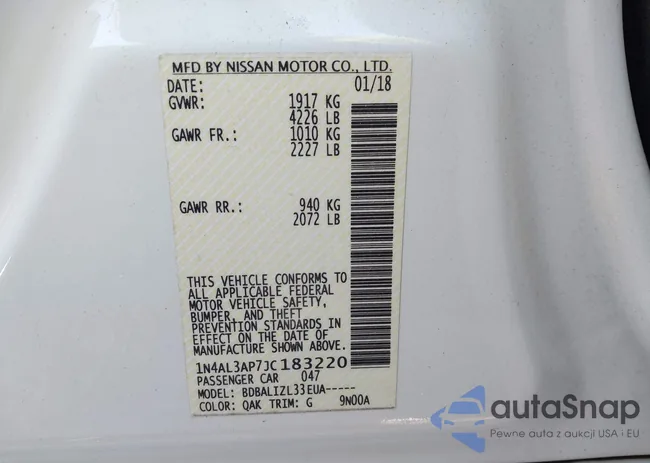 MFD BY NISSAN MOTOR CO., LTD.
DATE: 01/18
GVWR: 1917 KG
4226 LB
GAWR FR.: 1010 KG
2227 LB
GAWR RR.: 940 KG
2072 LB
THIS VEHICLE CONFORMS TO
ALL APPLICABLE FEDERAL
MOTOR VEHICLE SAFETY,
BUMPER, AND THEFT
PREVENTION STANDARDS IN
EFFECT ON THE DATE OF
MANUFACTURE SHOWN ABOVE.
1N4AL3AP7JC183220
PASSENGER CAR 047
MODEL: BDBALIZL33EUA-----
COLOR: QAK TRIM: G 9N00A
autaSnap
Pewne auta z aukcji USA i EU